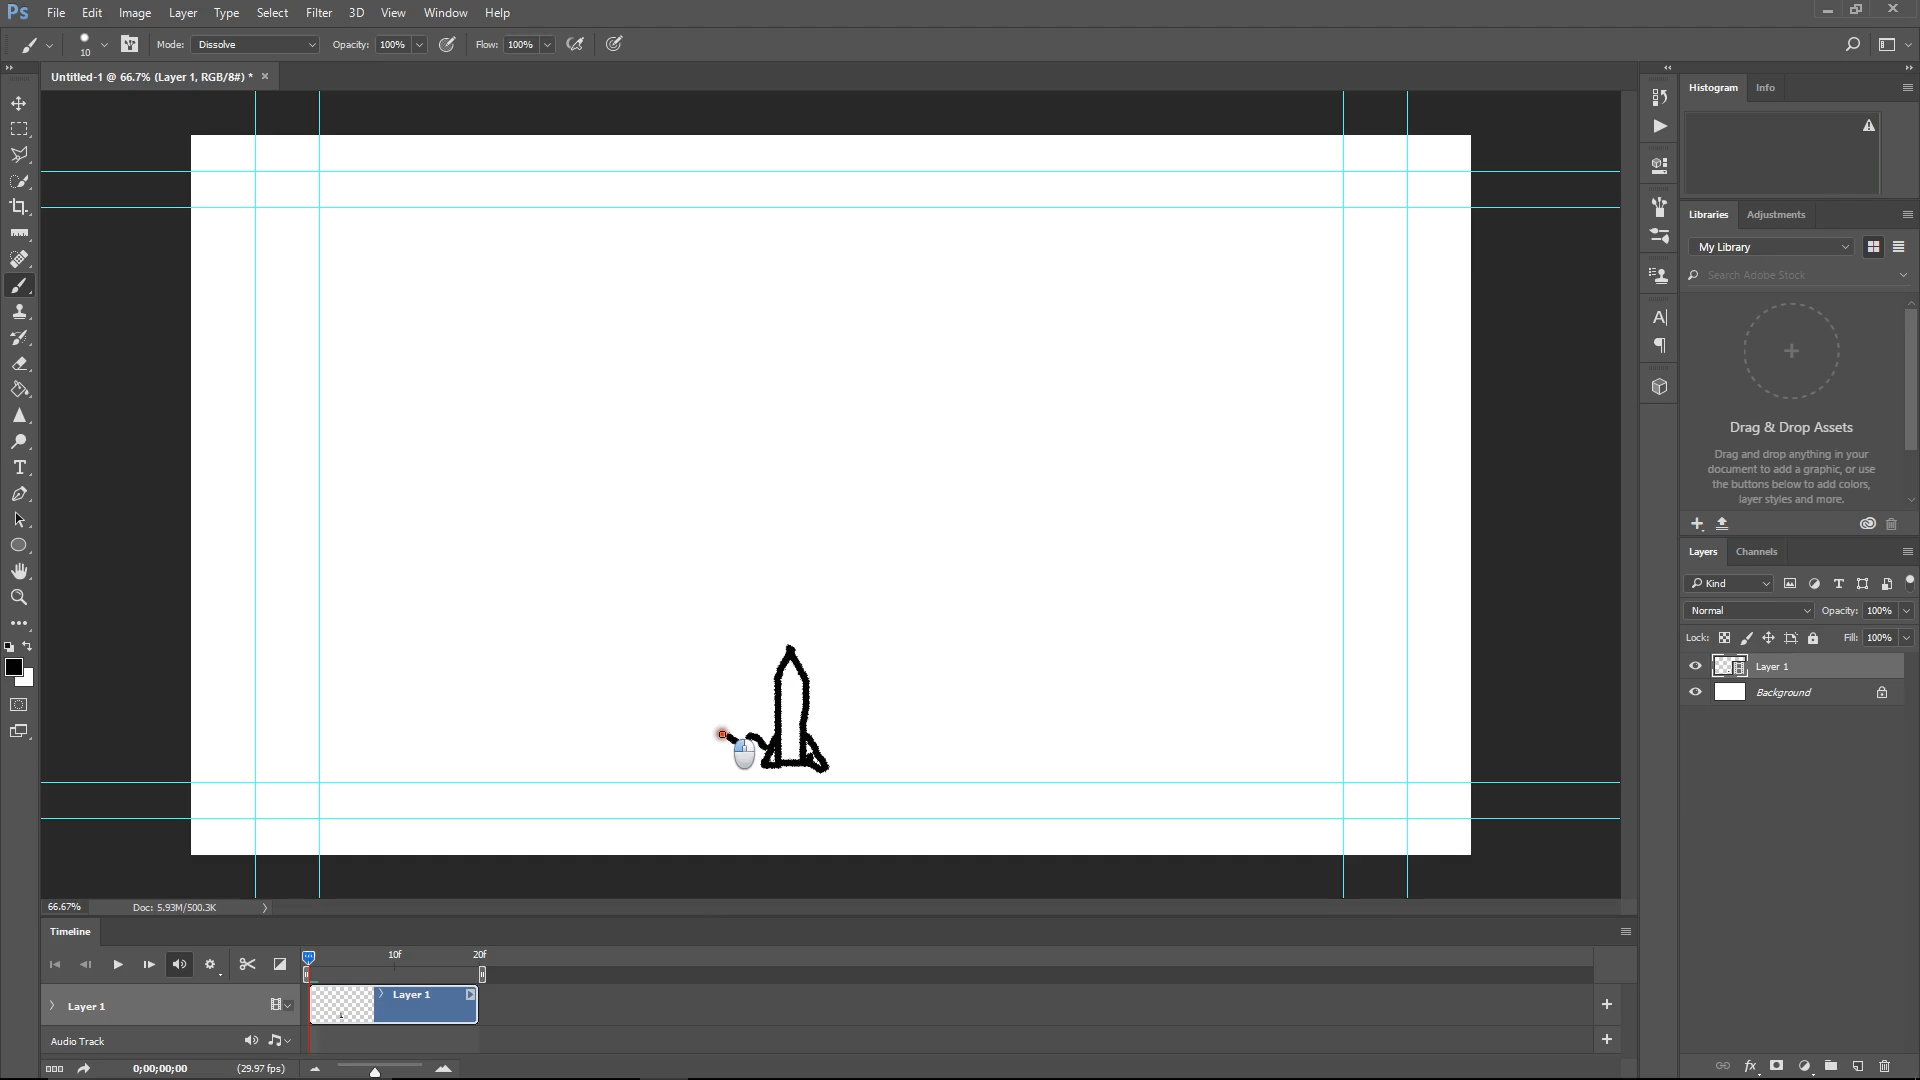 Ps File Edit Image Layer Type Select Filter 3D View Window Help
10 Mode: Dissolve Opacity: 100% Flow: 100%
Untitled-1 @ 66.7% (Layer 1, RGB/8#) * ×
Histogram Info
Libraries Adjustments
My Library
Search Adobe Stock
Drag & Drop Assets
Drag and drop anything in your
document to add a graphic, or use
the buttons below to add colors,
layer styles and more.
Layers Channels
Kind
Normal Opacity: 100%
Lock: Fill: 100%
Layer 1
Background
66.67% Doc: 5.93M/500.3K
Timeline
10f 20f
Layer 1 Layer 1
Audio Track
0;00;00;00 (29.97 fps)
fx